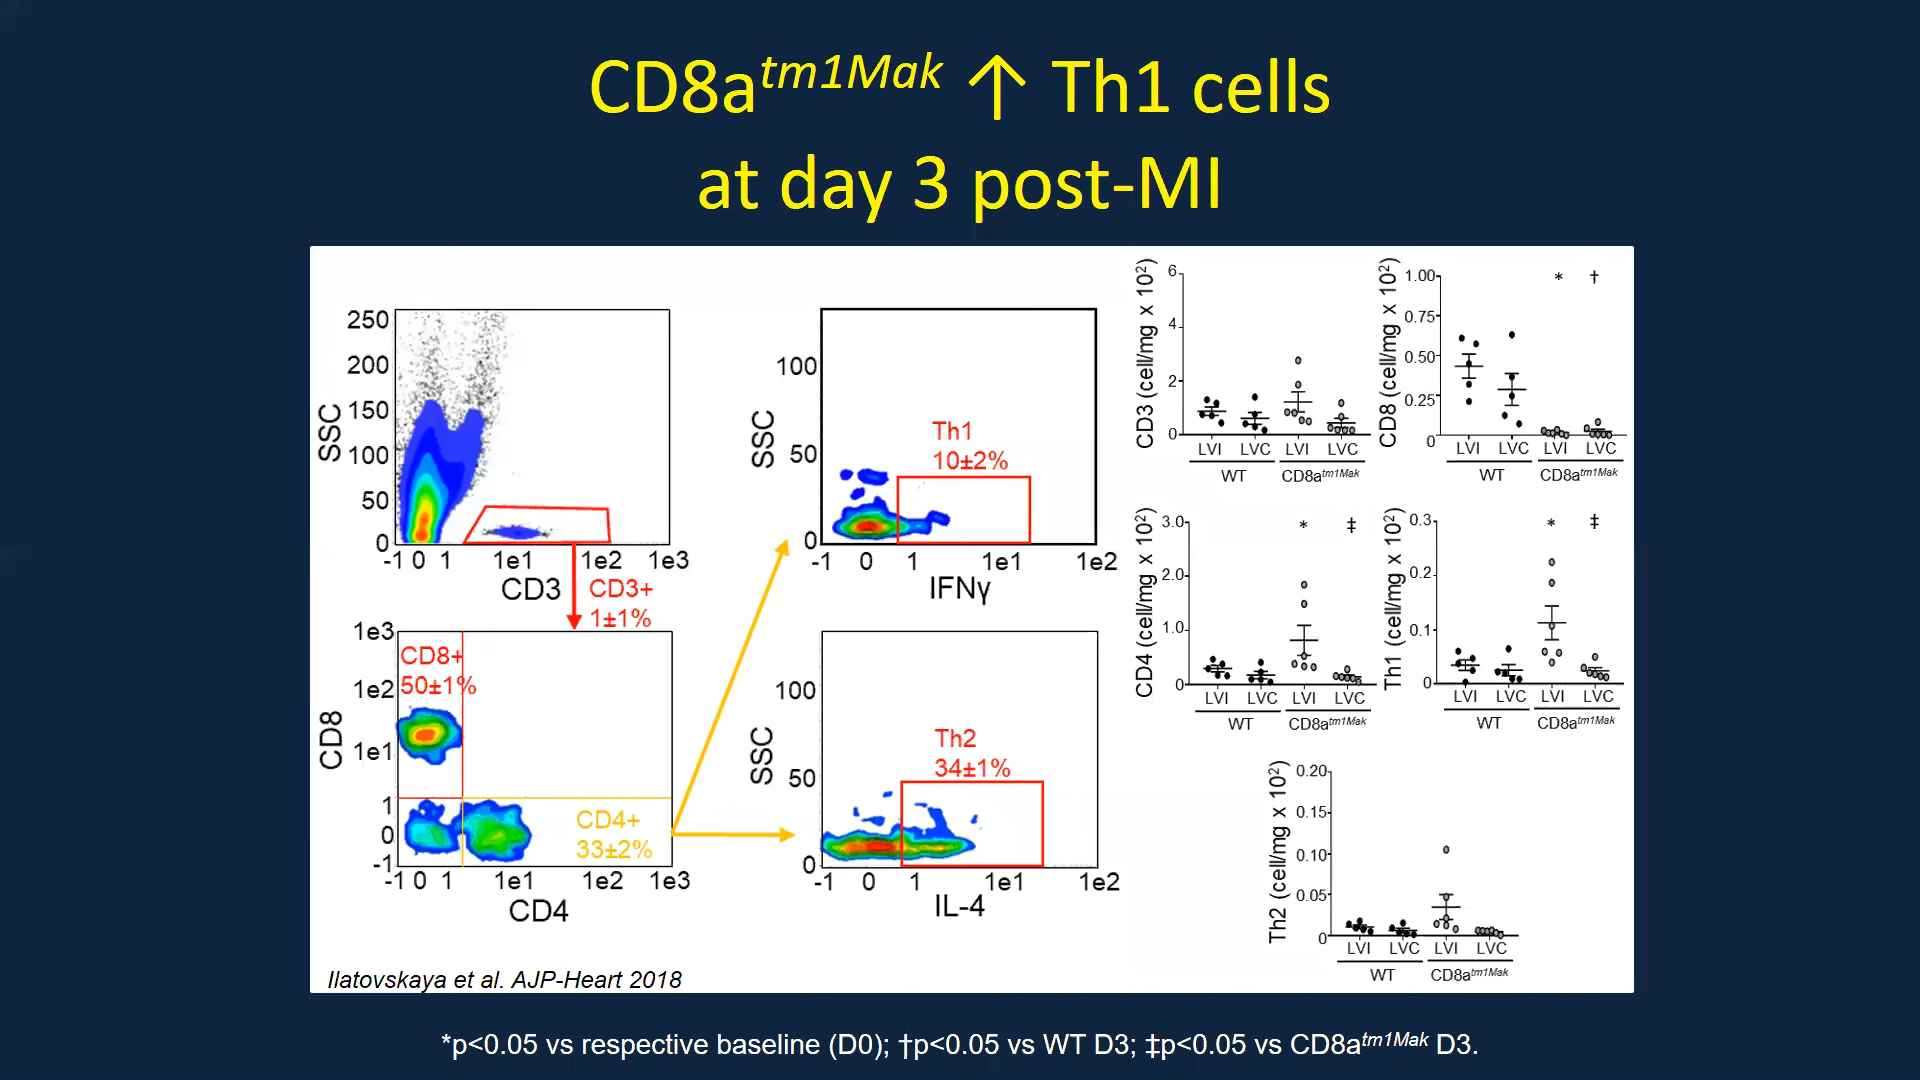 CD8atm1Mak ↑ Th1 cells
at day 3 post-MI
250
200
150
100
50
0
SSC
-1 0 1 1e1 1e2 1e3
CD3
CD3+
1±1%
1e3
1e2
1e1
1
0
-1
CD8
CD8+
50±1%
CD4+
33±2%
-1 0 1 1e1 1e2 1e3
CD4
100
50
0
SSC
Th1
10±2%
-1 0 1 1e1 1e2
IFNγ
100
50
0
SSC
Th2
34±1%
-1 0 1 1e1 1e2
IL-4
CD3 (cell/mg x 102)
6
4
2
0
LVI LVC LVI LVC
WT CD8atm1Mak
CD8 (cell/mg x 102)
1.00
0.75
0.50
0.25
0
* †
LVI LVC LVI LVC
WT CD8atm1Mak
CD4 (cell/mg x 102)
3.0
2.0
1.0
0
* ‡
LVI LVC LVI LVC
WT CD8atm1Mak
Th1 (cell/mg x 102)
0.3
0.2
0.1
0
* ‡
LVI LVC LVI LVC
WT CD8atm1Mak
Th2 (cell/mg x 102)
0.20
0.15
0.10
0.05
0
LVI LVC LVI LVC
WT CD8atm1Mak
Ilatovskaya et al. AJP-Heart 2018
*p<0.05 vs respective baseline (D0); †p<0.05 vs WT D3; ‡p<0.05 vs CD8atm1Mak D3.